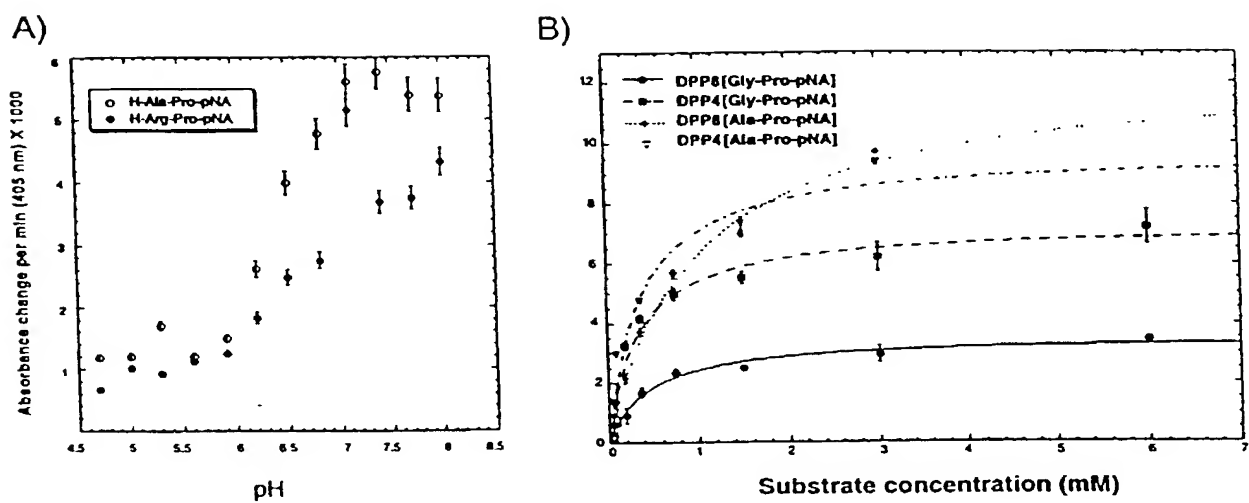 A)
B)
Absorbance change per min (405 nm) X 1000
6
5
4
3
2
1
H-Ala-Pro-pNA
H-Arg-Pro-pNA
4.5 5 5.5 6 6.5 7 7.5 8 8.5
pH
12
10
8
6
4
2
0
DPP8[Gly-Pro-pNA]
DPP4[Gly-Pro-pNA]
DPP8[Ala-Pro-pNA]
DPP4[Ala-Pro-pNA]
0 1 2 3 4 5 6 7
Substrate concentration (mM)